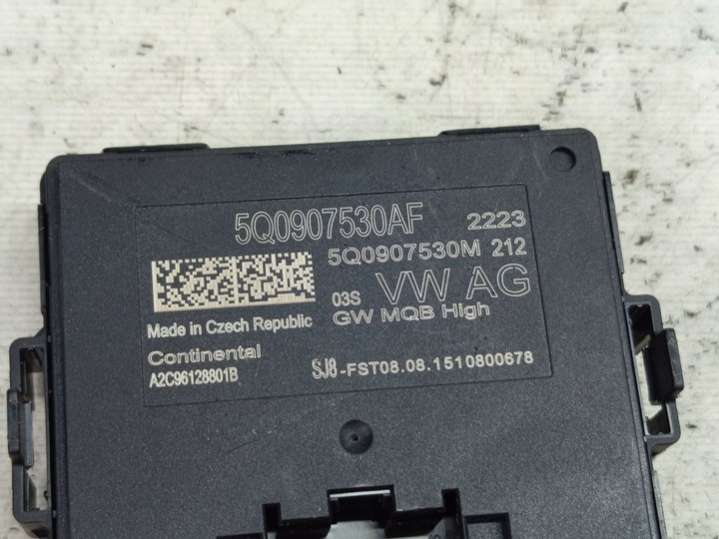 5Q0907530AF 2223
5Q0907530M 212
03S VW AG
GW MQB High
Made in Czech Republic
Continental
A2C96128801B
SJ8-FST08.08.1510800678